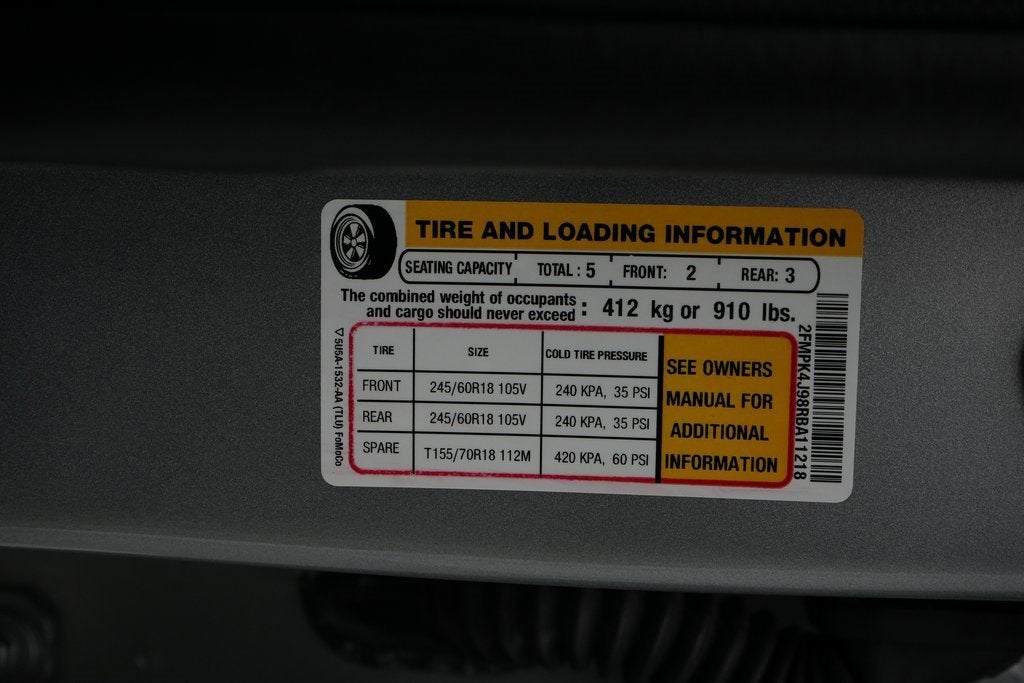 TIRE AND LOADING INFORMATION
SEATING CAPACITY TOTAL : 5 FRONT: 2 REAR: 3
The combined weight of occupants
and cargo should never exceed : 412 kg or 910 lbs.
TIRE SIZE COLD TIRE PRESSURE
FRONT 245/60R18 105V 240 KPA, 35 PSI
REAR 245/60R18 105V 240 KPA, 35 PSI
SPARE T155/70R18 112M 420 KPA, 60 PSI
SEE OWNERS
MANUAL FOR
ADDITIONAL
INFORMATION
5U5A-1532-AA (TLU) FoMoCo
2FMPK4J98RBA11218